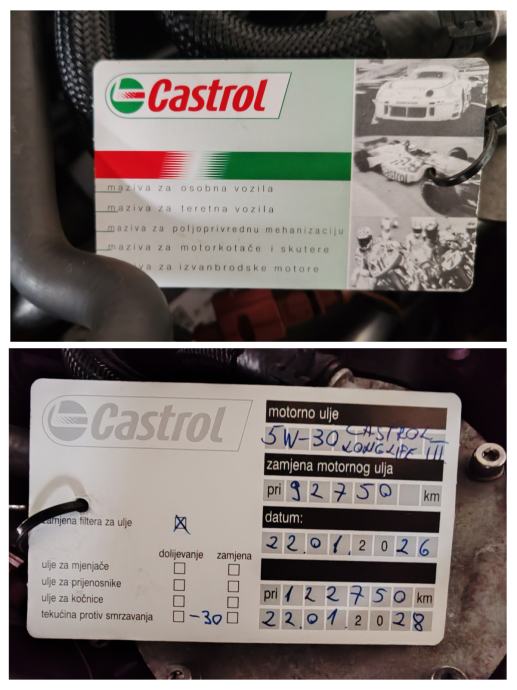 Castrol
maziva za osobna vozila
maziva za teretna vozila
maziva za poljoprivrednu mehanizaciju
maziva za motorkotače i skutere
za izvanbrodske motore
Castrol
Castrol
motorno ulje
5W-30 CASTROL LONGLIFE III
zamjena motornog ulja
pri 92750 km
datum:
22.01.2026
zamjena filtera za ulje
dolijevanje zamjena
ulje za mjenjače
ulje za prijenosnike
ulje za kočnice
tekućina protiv smrzavanja -30
pri 122750 km
22.01.2028